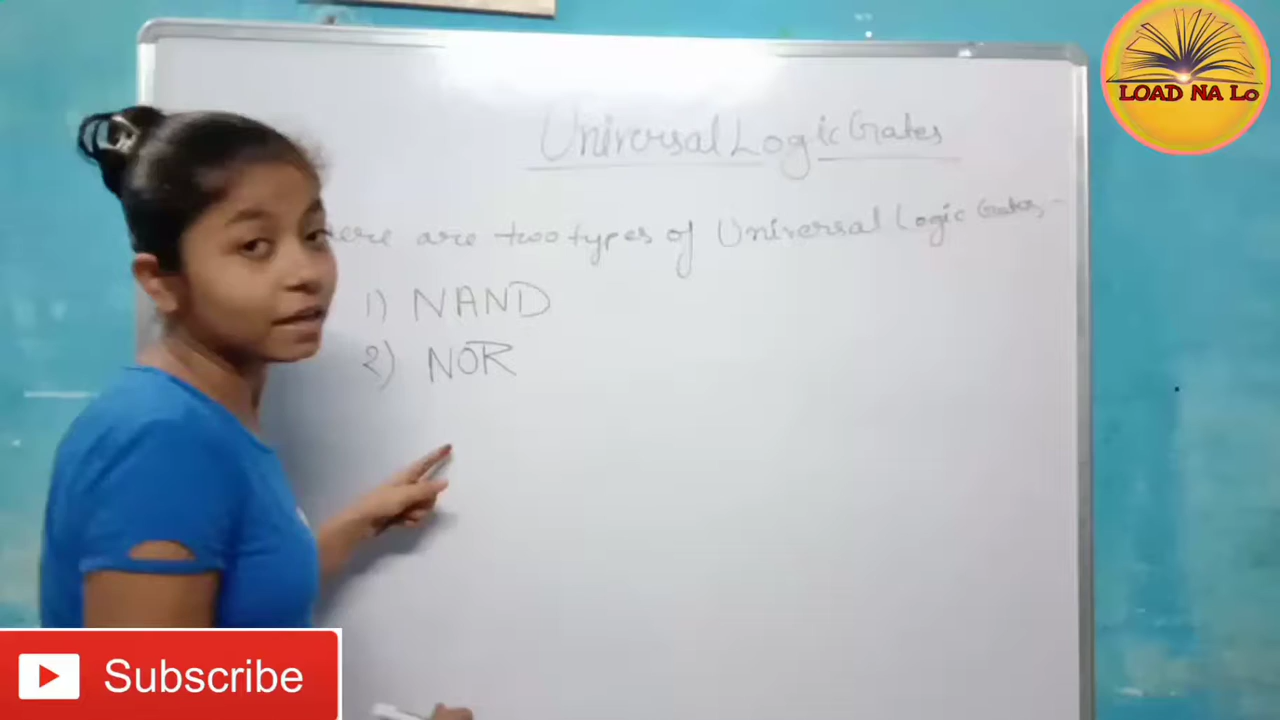 LOAD NA LO
Universal Logic Gates
ere are two types of Universal Logic Gates,-
1) NAND
2) NOR
Subscribe